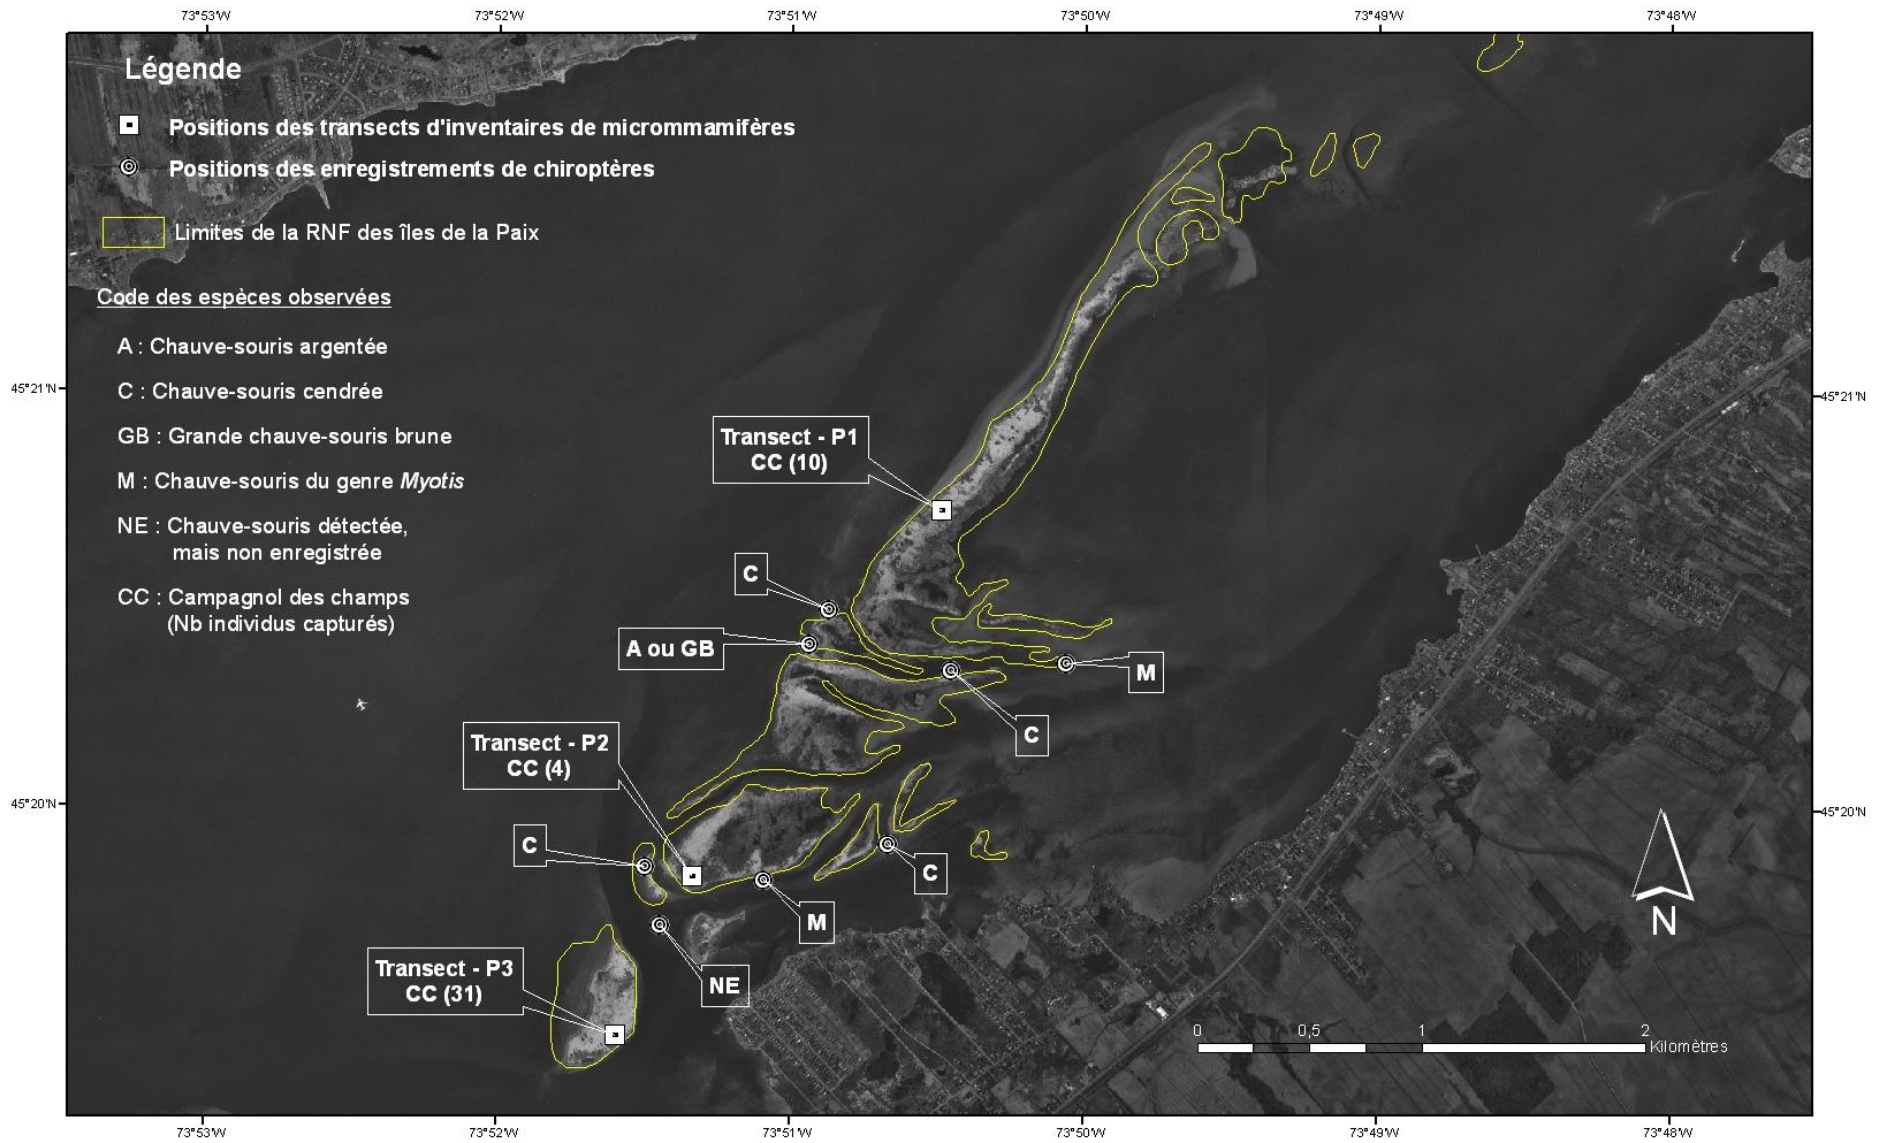 73°53'W 73°52'W 73°51'W 73°50'W 73°49'W 73°48'W
Légende
Positions des transects d'inventaires de micrommamifères
Positions des enregistrements de chiroptères
Limites de la RNF des îles de la Paix
Code des espèces observées
A : Chauve-souris argentée
C : Chauve-souris cendrée
GB : Grande chauve-souris brune
M : Chauve-souris du genre Myotis
NE : Chauve-souris détectée,
mais non enregistrée
CC : Campagnol des champs
(Nb individus capturés)
45°21'N
45°21'N
Transect - P1
CC (10)
C
A ou GB
M
C
Transect - P2
CC (4)
45°20'N
45°20'N
C
C
M
Transect - P3
CC (31)
NE
N
0 0,5 1 2
Kilomètres
73°53'W 73°52'W 73°51'W 73°50'W 73°49'W 73°48'W